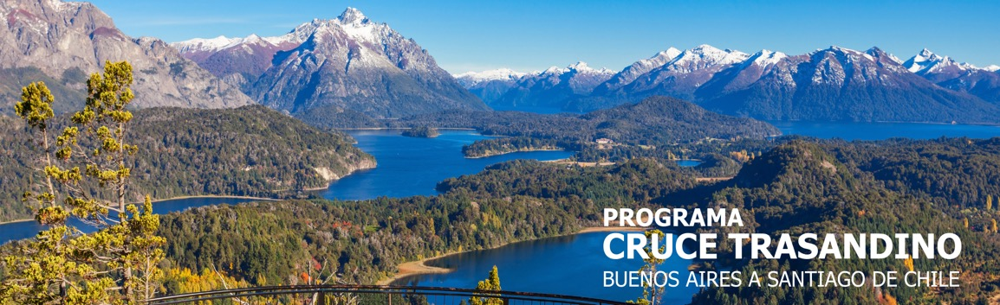 PROGRAMA
CRUCE TRASANDINO
BUENOS AIRES A SANTIAGO DE CHILE